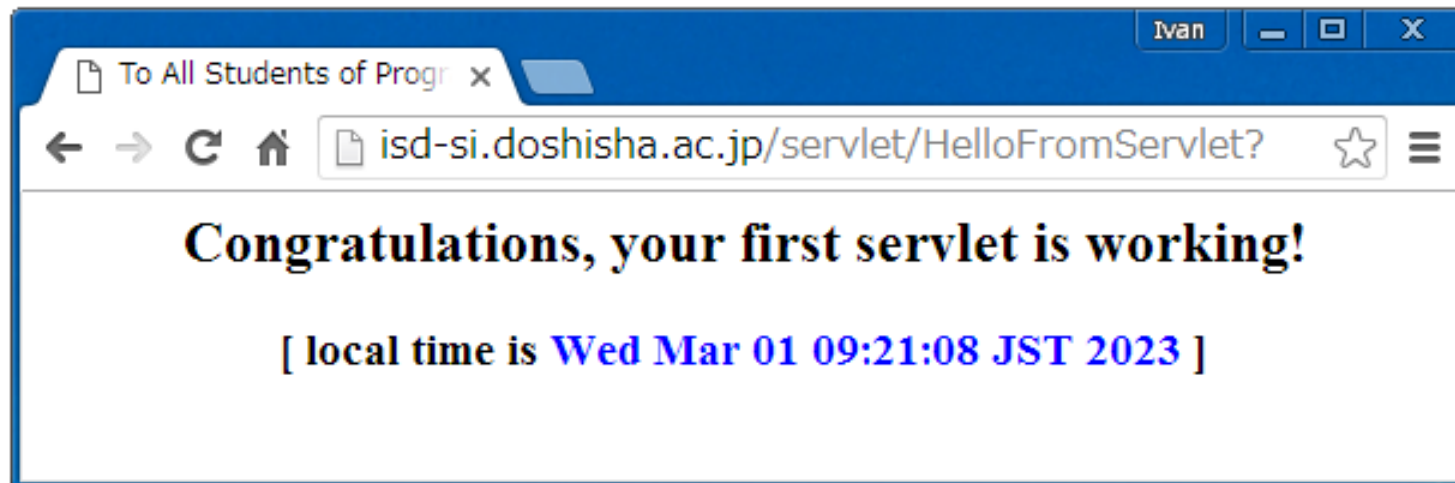 Ivan
To All Students of Progr
isd-si.doshisha.ac.jp/servlet/HelloFromServlet?
Congratulations, your first servlet is working!
[ local time is Wed Mar 01 09:21:08 JST 2023 ]